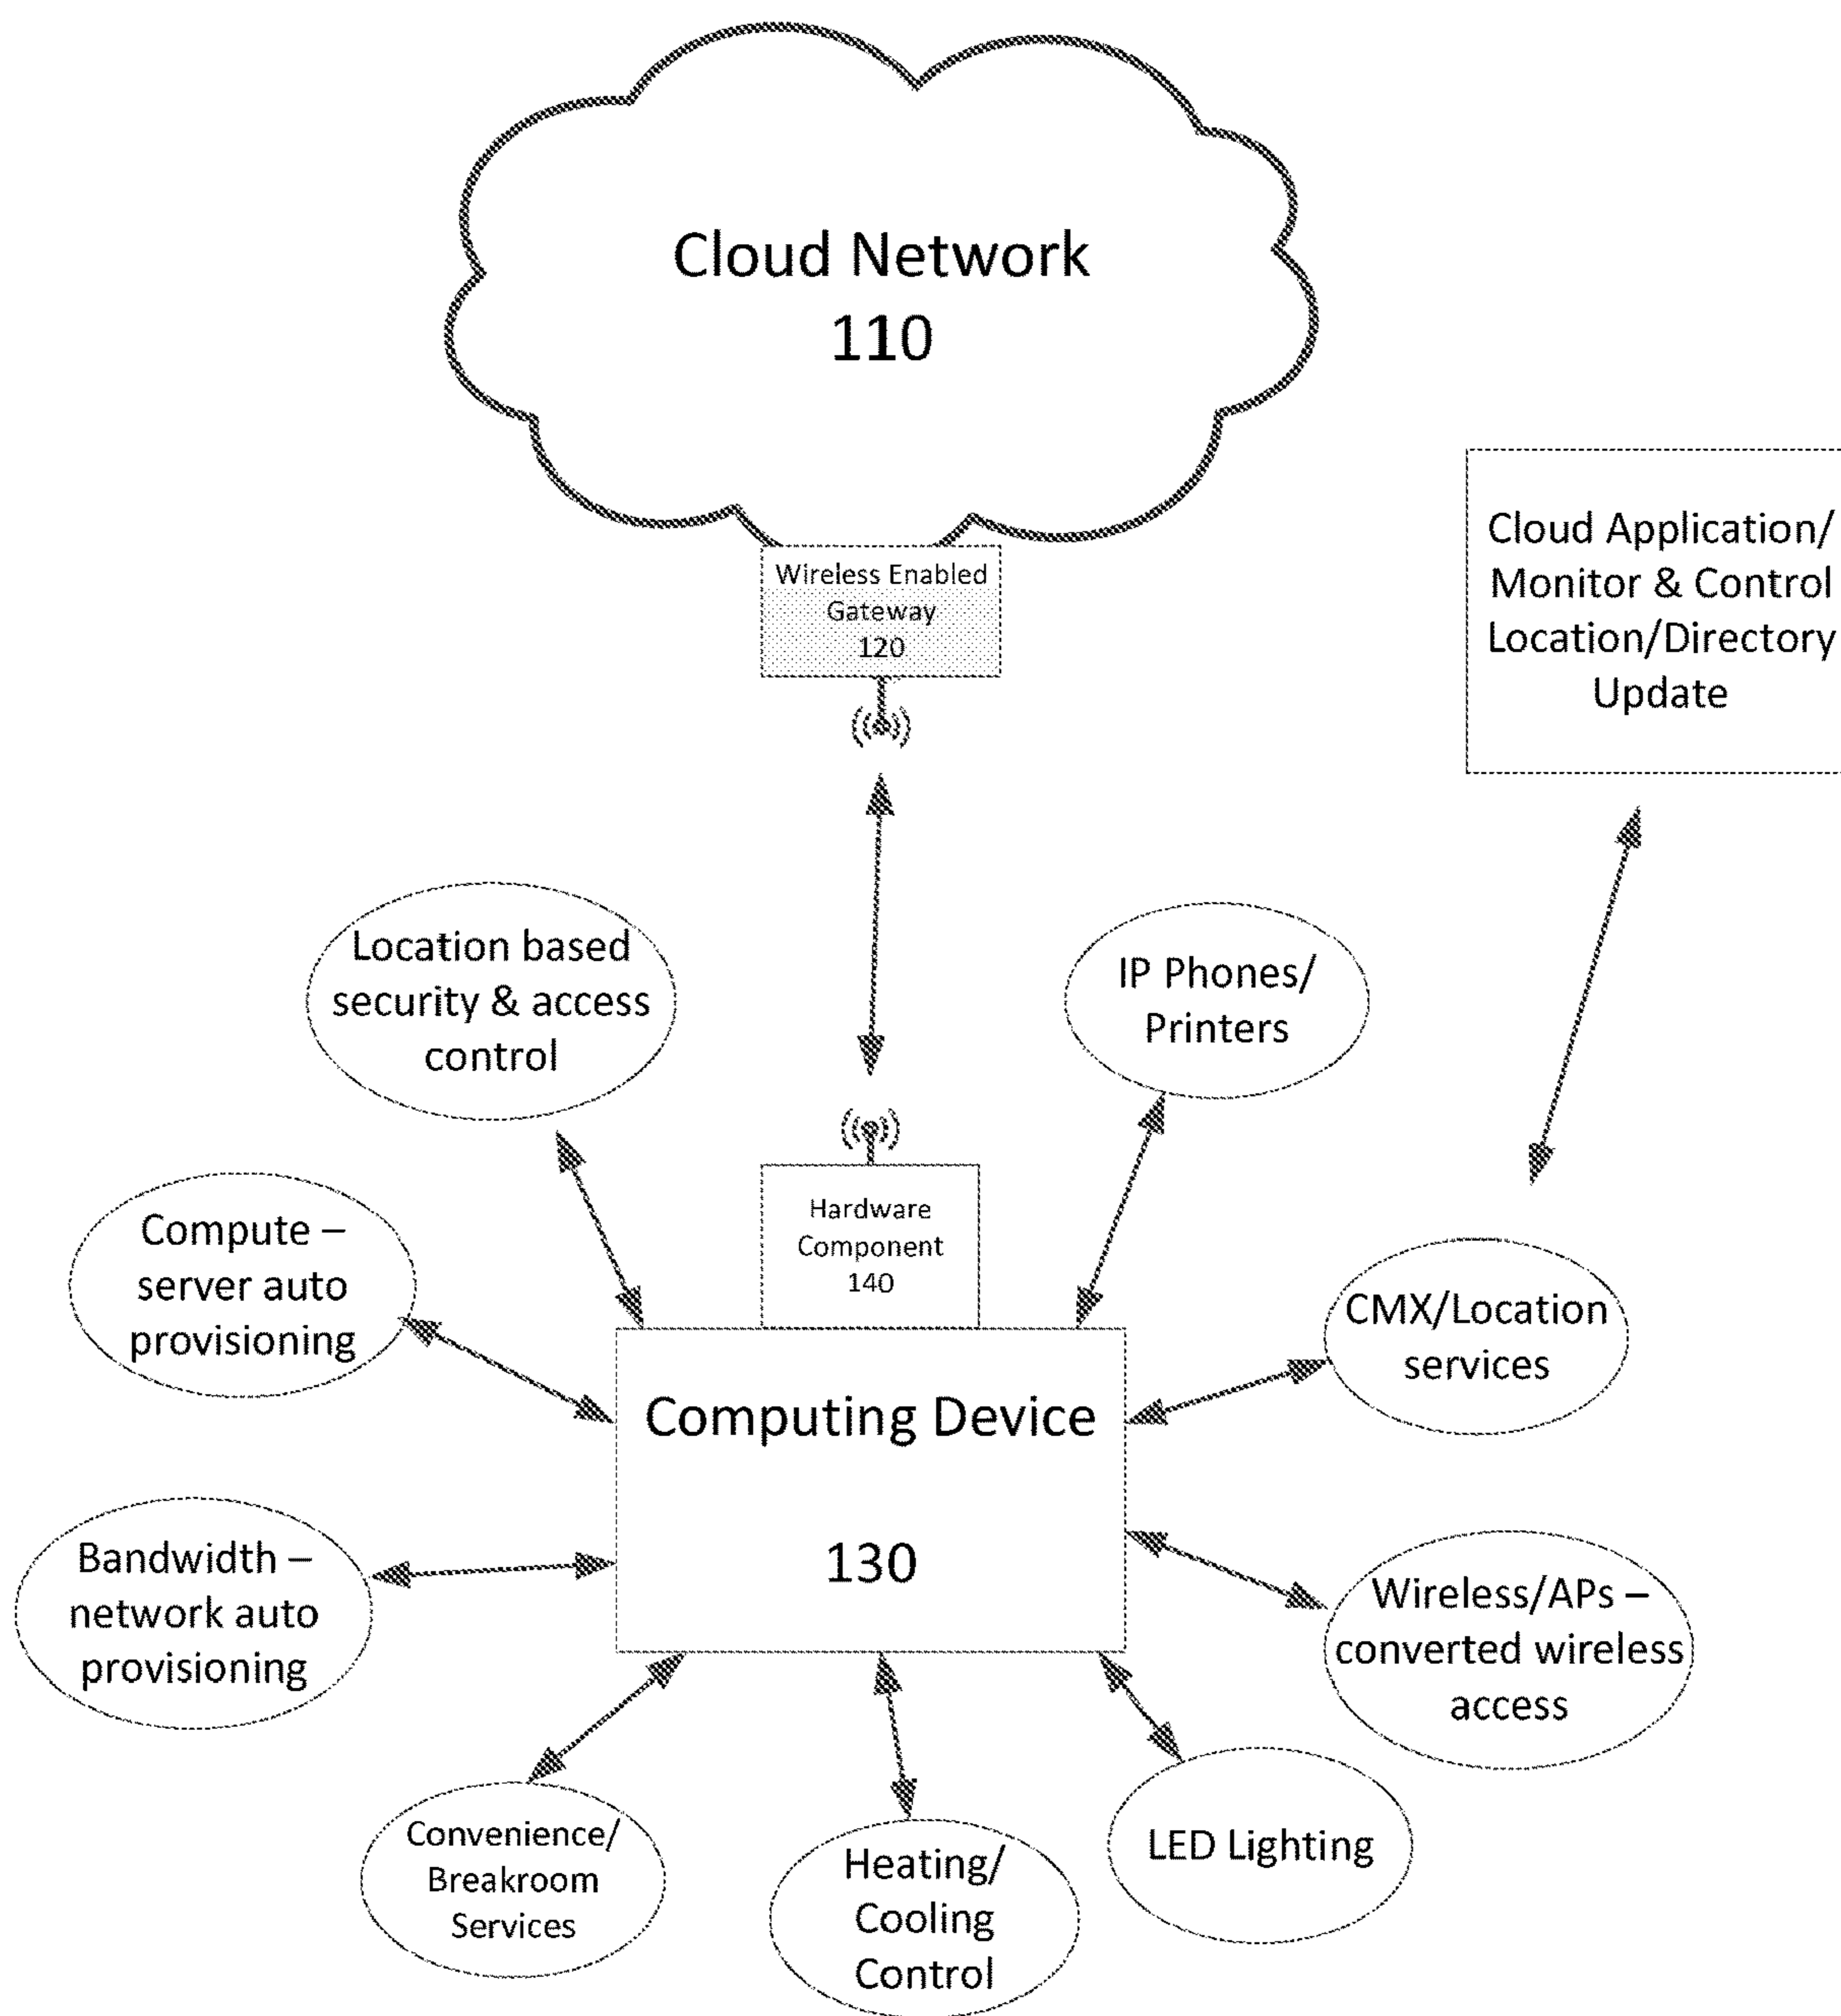 Cloud Network
110
Wireless Enabled
Gateway
120
Cloud Application/
Monitor & Control
Location/Directory
Update
Location based
security & access
control
IP Phones/
Printers
Hardware
Component
140
Compute –
server auto
provisioning
CMX/Location
services
Computing Device
130
Bandwidth –
network auto
provisioning
Wireless/APs –
converted wireless
access
Convenience/
Breakroom
Services
Heating/
Cooling
Control
LED Lighting